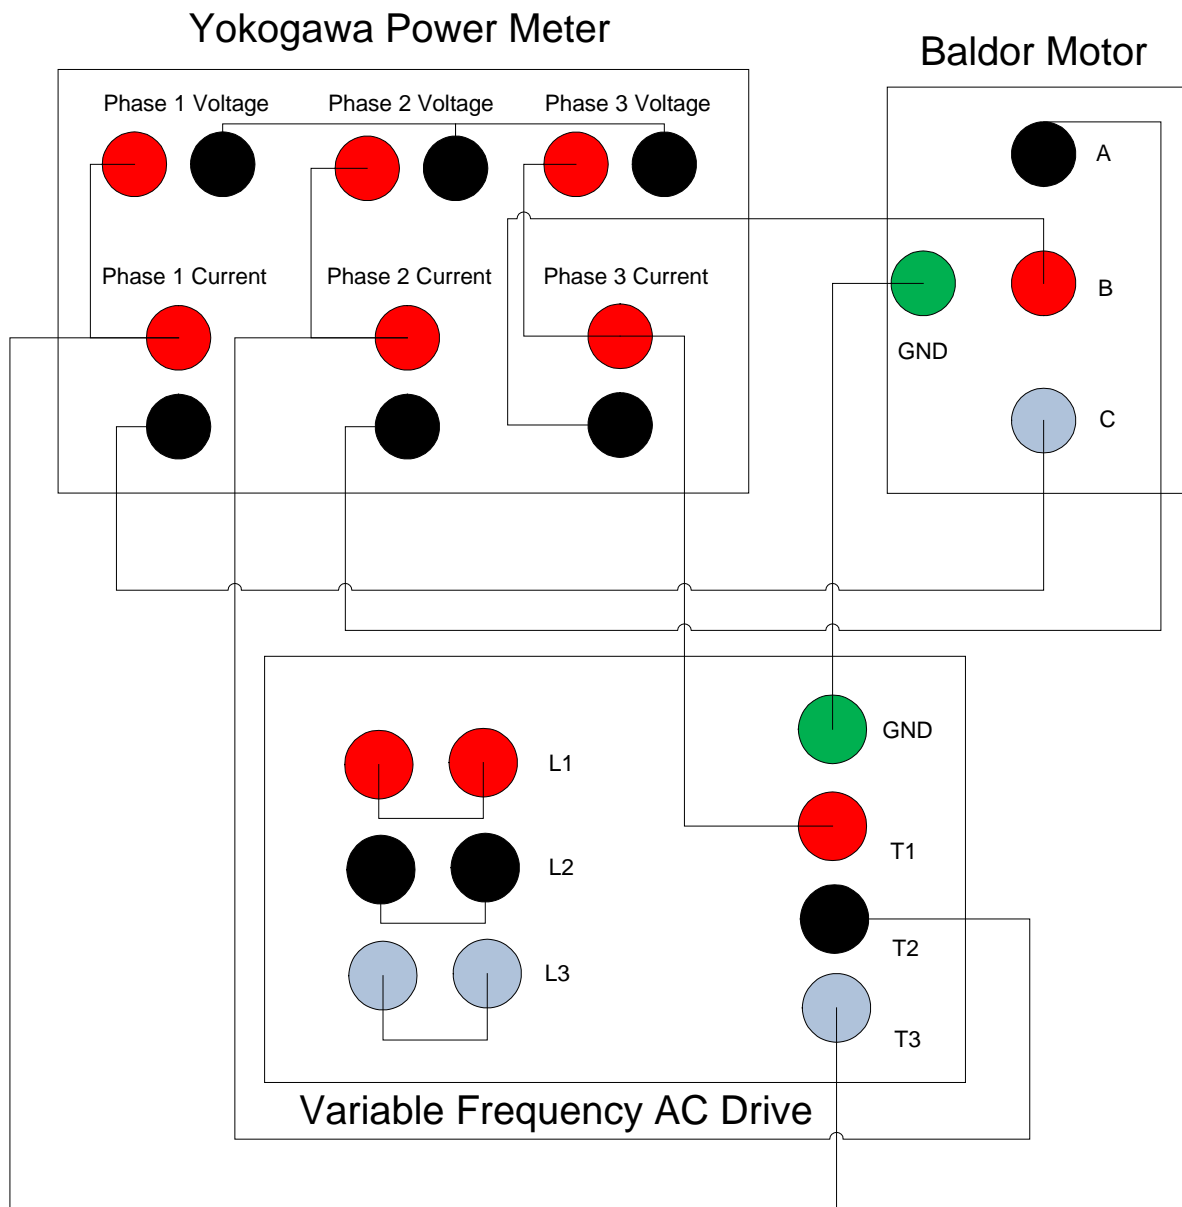 Yokogawa Power Meter
Baldor Motor
Phase 1 Voltage
Phase 2 Voltage
Phase 3 Voltage
A
Phase 1 Current
Phase 2 Current
Phase 3 Current
B
GND
C
GND
L1
T1
L2
T2
L3
T3
Variable Frequency AC Drive